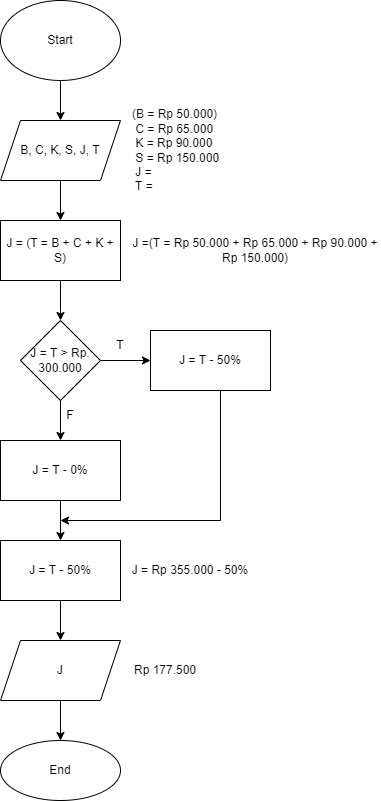 Start
B, C, K, S, J, T
(B = Rp 50.000)
C = Rp 65.000
K = Rp 90.000
S = Rp 150.000
J =
T =
J = (T = B + C + K +
S)
J =(T = Rp 50.000 + Rp 65.000 + Rp 90.000 +
Rp 150.000)
J = T > Rp.
300.000
T
J = T - 50%
F
J = T - 0%
J = T - 50%
J = Rp 355.000 - 50%
J
Rp 177.500
End